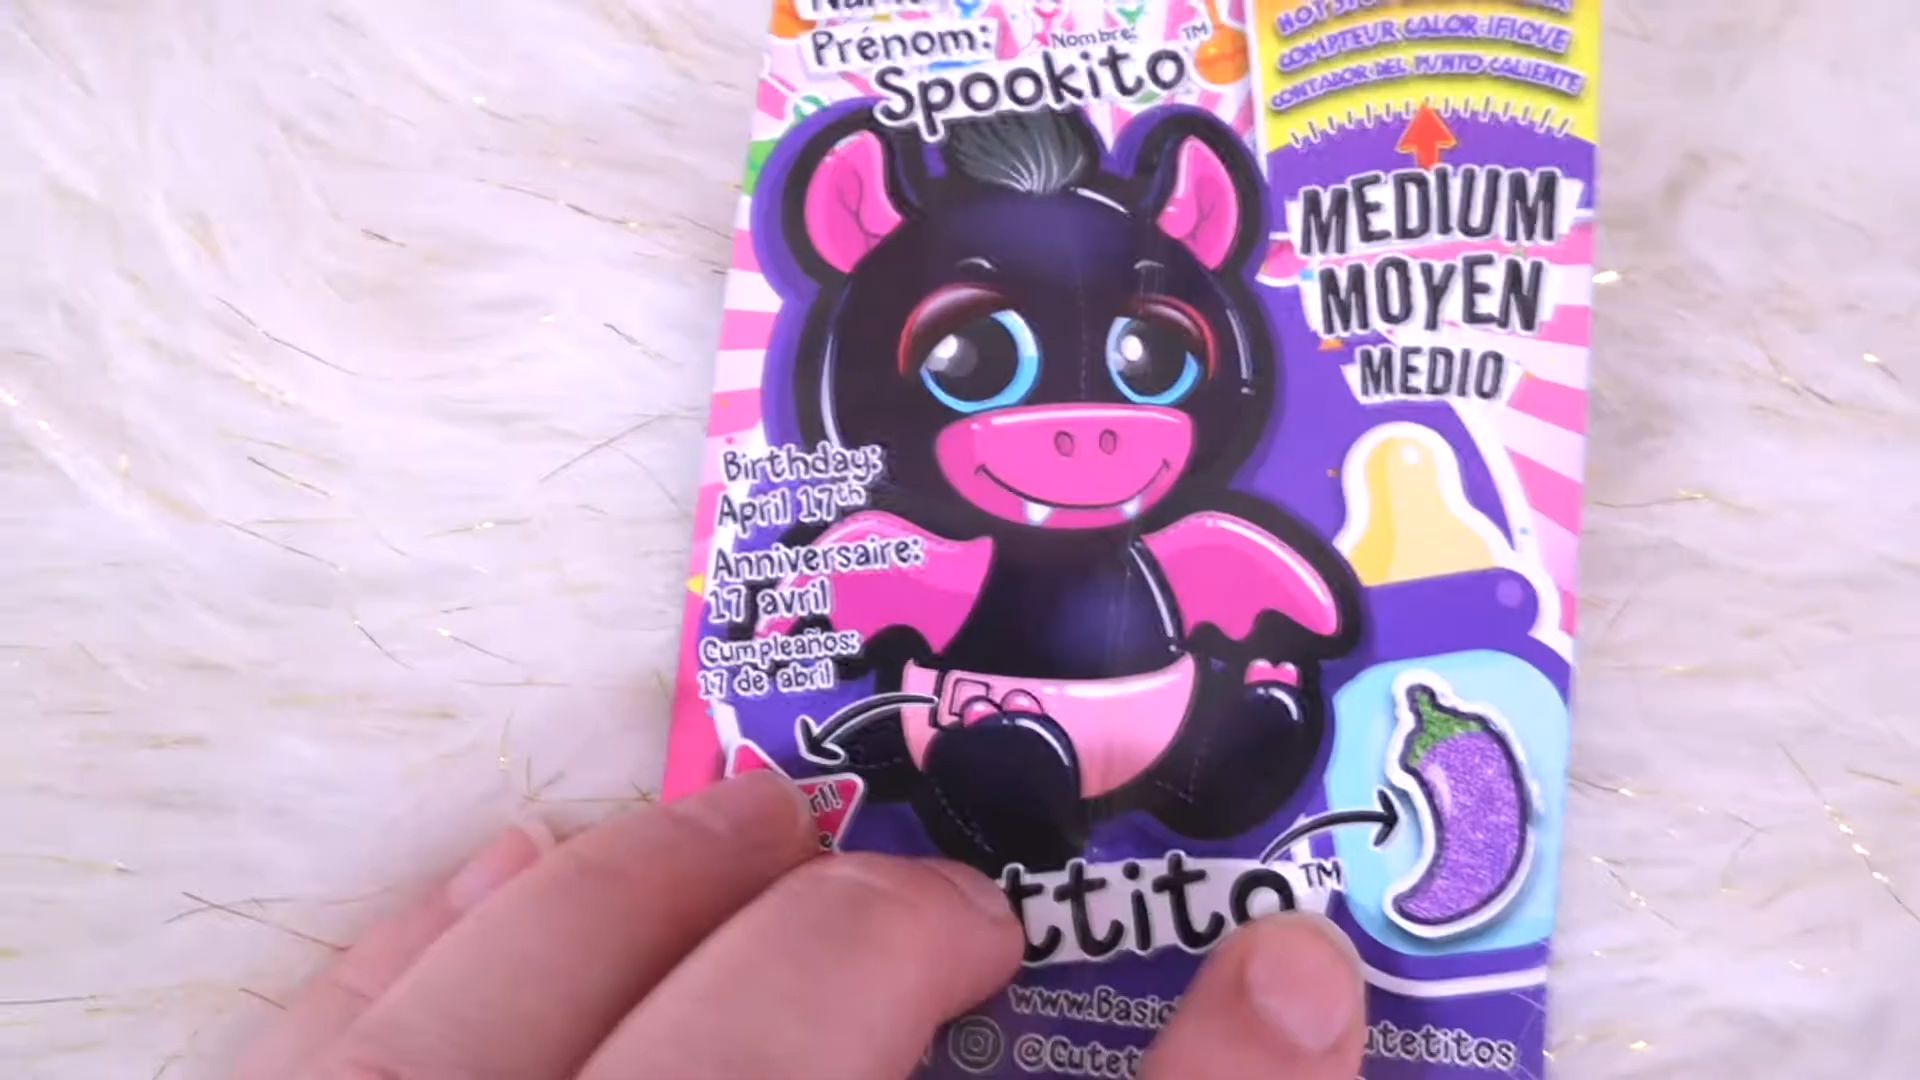 Prénom:
Nombre:
Spookito™
COMPTEUR CALORIFIQUE
CONTADOR DEL PUNTO CALIENTE
MEDIUM
MOYEN
MEDIO
Birthday:
April 17th
Anniversaire:
17 avril
Cumpleaños:
17 de abril
ttito™
www.Basic
@Cutet
utetitos